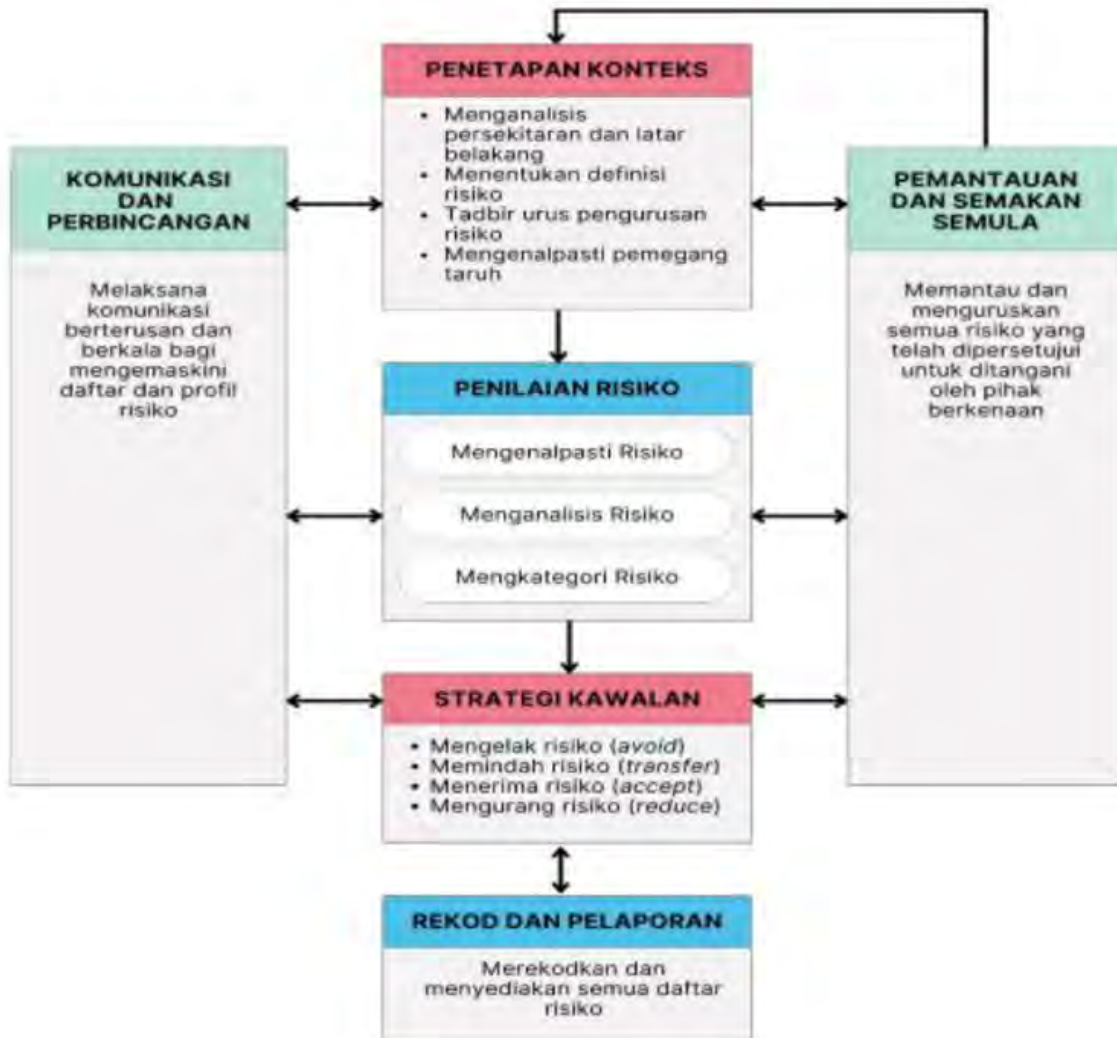 PENETAPAN KONTEKS
• Menganalisis
persekitaran dan latar
belakang
• Menentukan definisi
risiko
• Tadbir urus pengurusan
risiko
• Mengenalpasti pemegang
taruh
KOMUNIKASI
DAN
PERBINCANGAN
Melaksana
komunikasi
berterusan dan
berkala bagi
mengemaskini
daftar dan profil
risiko
PEMANTAUAN
DAN SEMAKAN
SEMULA
Memantau dan
menguruskan
semua risiko yang
telah dipersetujui
untuk ditangani
oleh pihak
berkenaan
PENILAIAN RISIKO
Mengenalpasti Risiko
Menganalisis Risiko
Mengkategori Risiko
STRATEGI KAWALAN
• Mengelak risiko (avoid)
• Memindah risiko (transfer)
• Menerima risiko (accept)
• Mengurang risiko (reduce)
REKOD DAN PELAPORAN
Merekodkan dan
menyediakan semua daftar
risiko